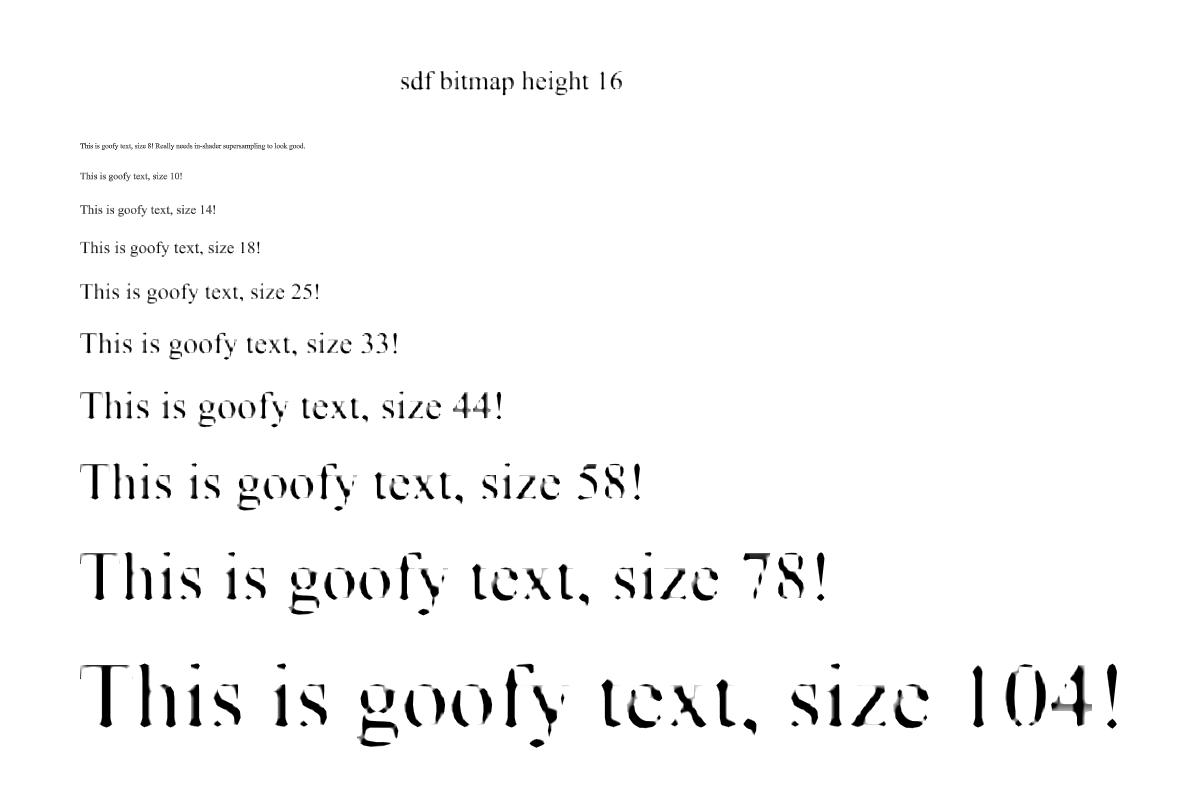 sdf bitmap height 16
This is goofy text, size 8! Really needs in-shader supersampling to look good.
This is goofy text, size 10!
This is goofy text, size 14!
This is goofy text, size 18!
This is goofy text, size 25!
This is goofy text, size 33!
This is goofy text, size 44!
This is goofy text, size 58!
This is goofy text, size 78!
This is goofy text, size 104!